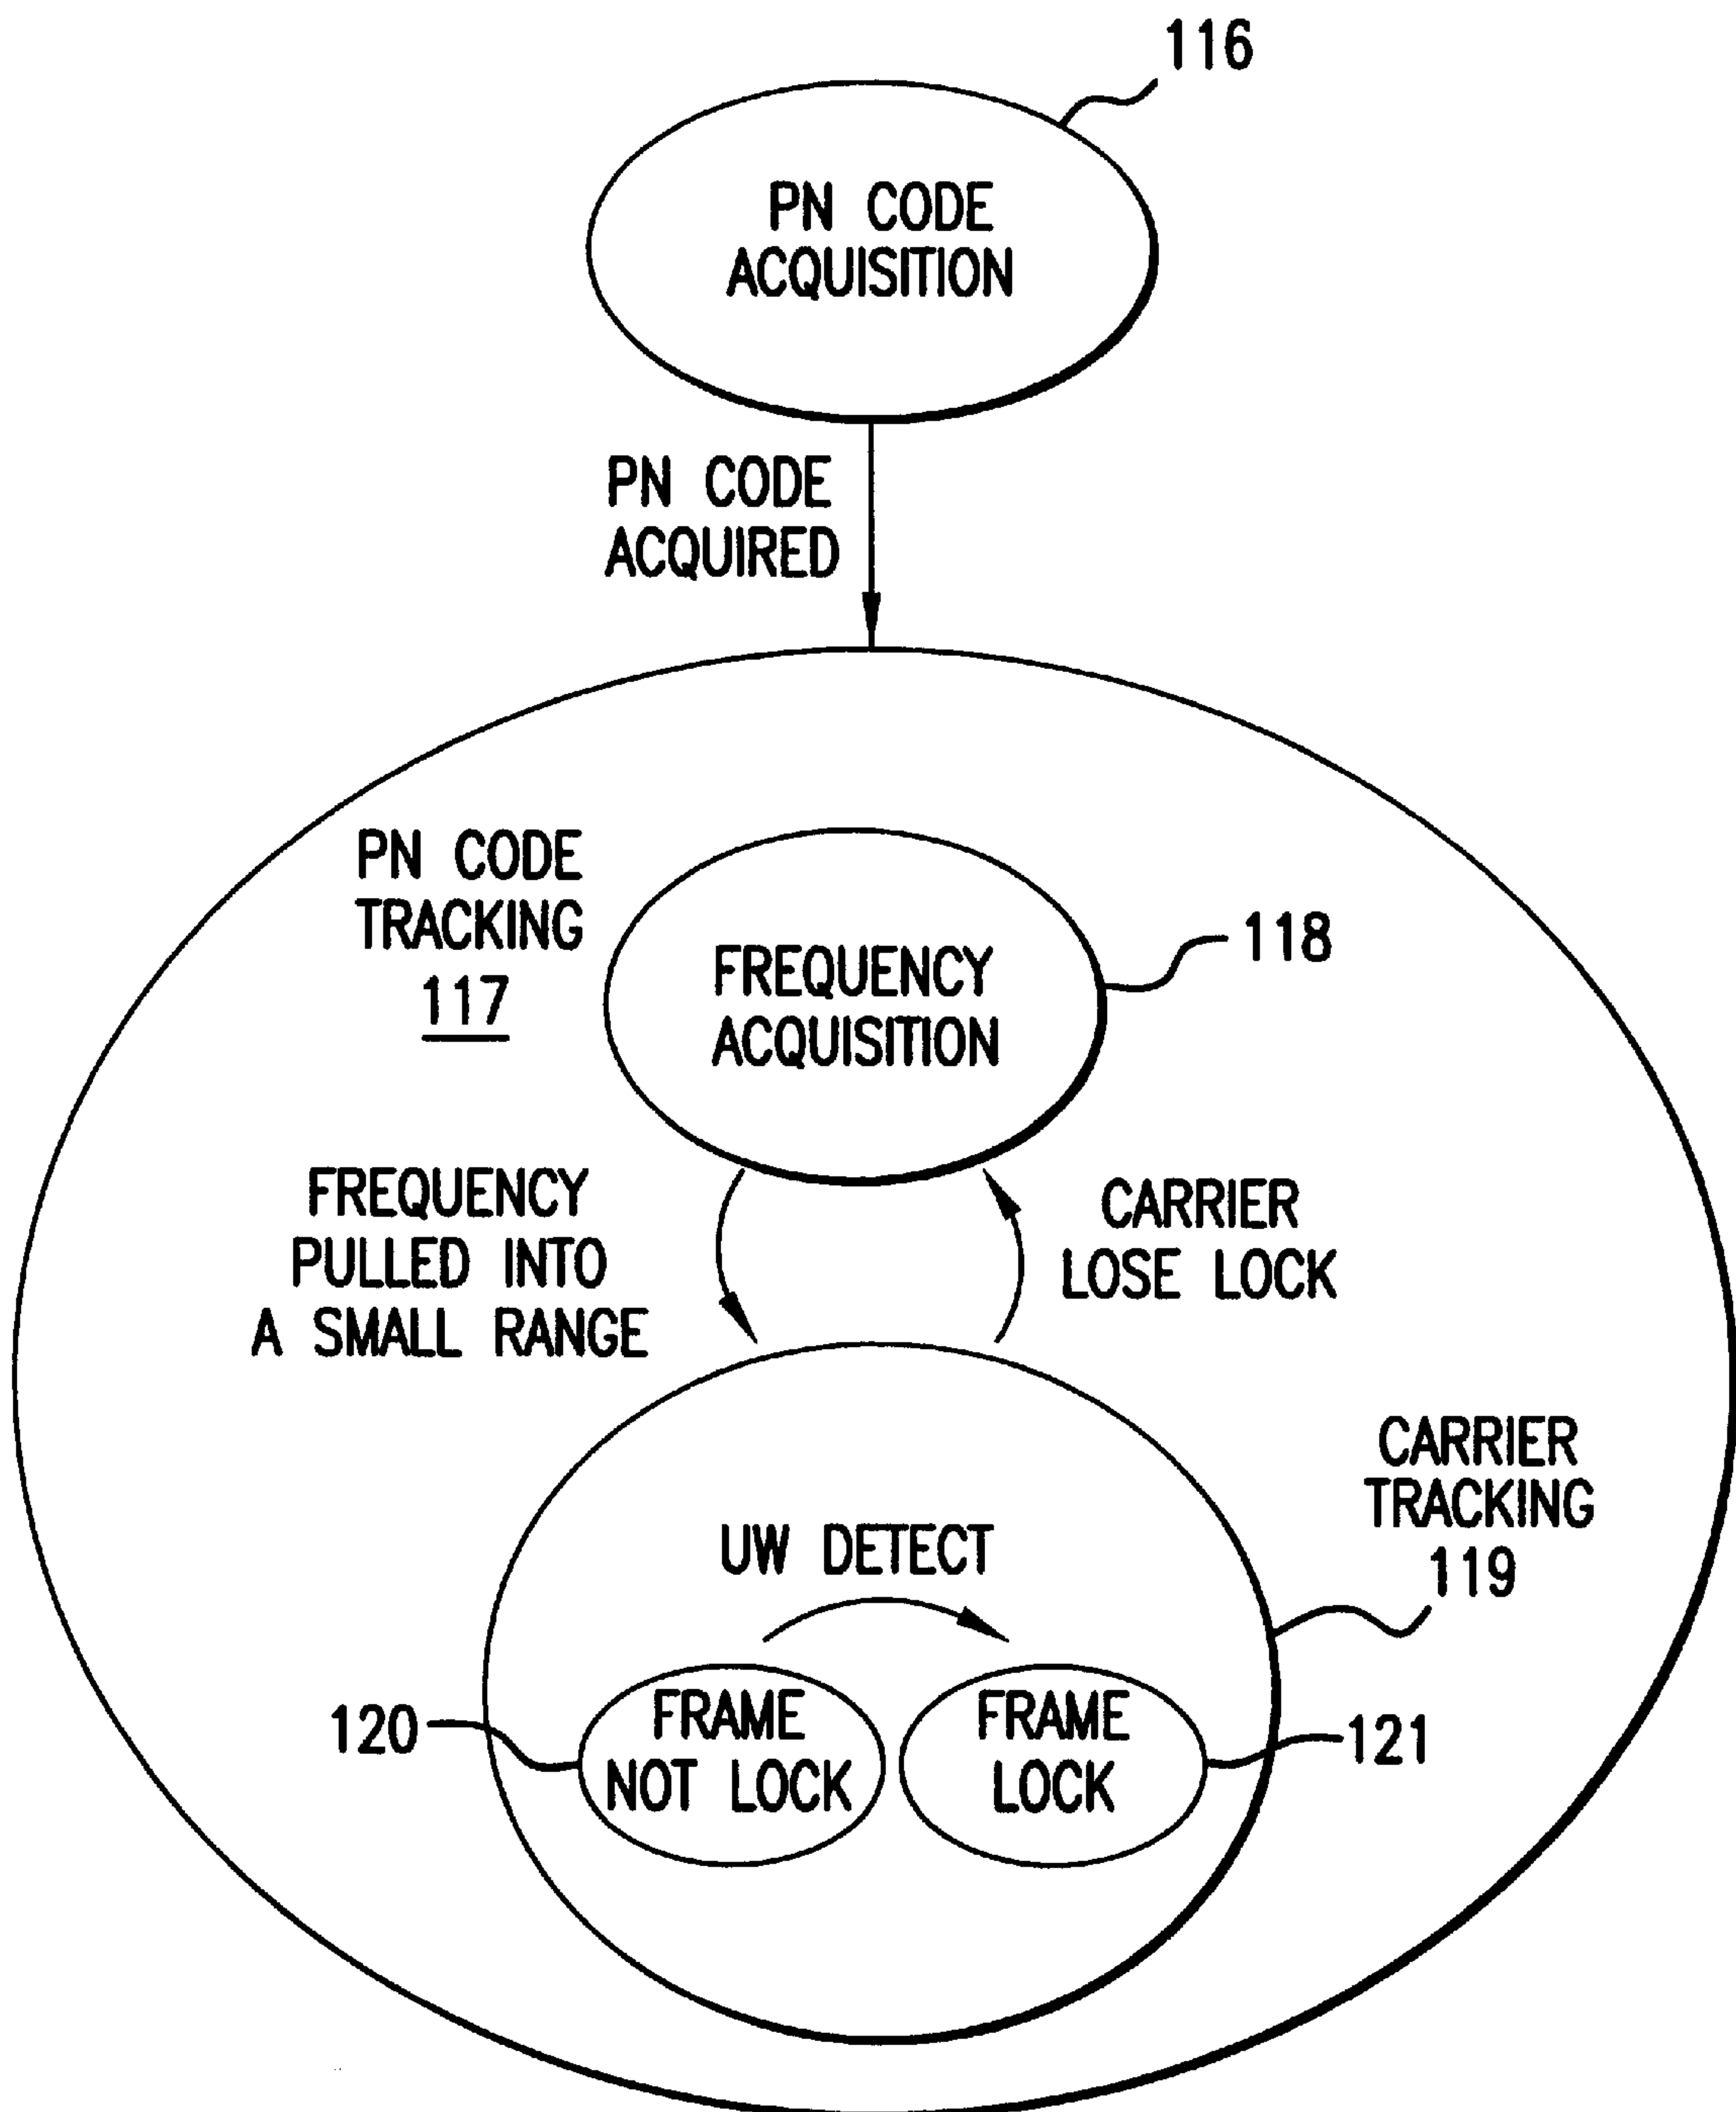 116
PN CODE
ACQUISITION
PN CODE
ACQUIRED
PN CODE
TRACKING
117
FREQUENCY
ACQUISITION
118
FREQUENCY
PULLED INTO
A SMALL RANGE
CARRIER
LOSE LOCK
CARRIER
TRACKING
119
UW DETECT
120
FRAME
NOT LOCK
FRAME
LOCK
121